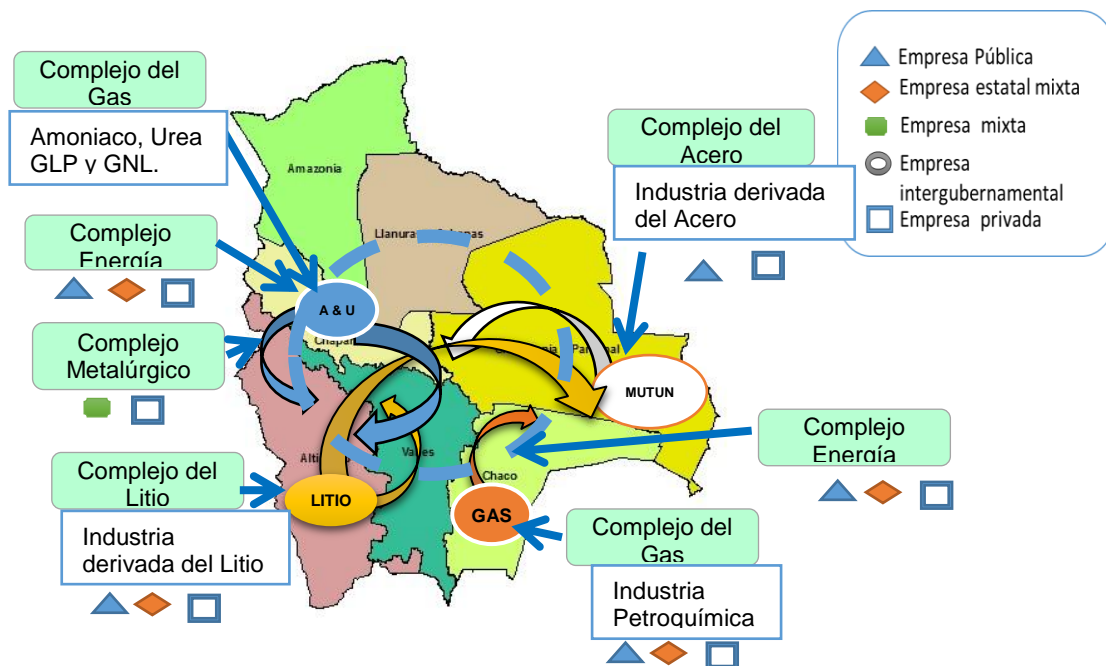 Complejo del
Gas
Amoniaco, Urea
GLP y GNL.
Complejo
Energía
Complejo
Metalúrgico
Complejo del
Litio
Industria
derivada del Litio
Amazonia
Llanuras
A & U
LITIO
Valles
Chaco
GAS
MUTUN
Complejo del
Acero
Industria derivada
del Acero
Empresa Pública
Empresa estatal mixta
Empresa mixta
Empresa
intergubernamental
Empresa privada
Complejo
Energía
Complejo del
Gas
Industria
Petroquímica